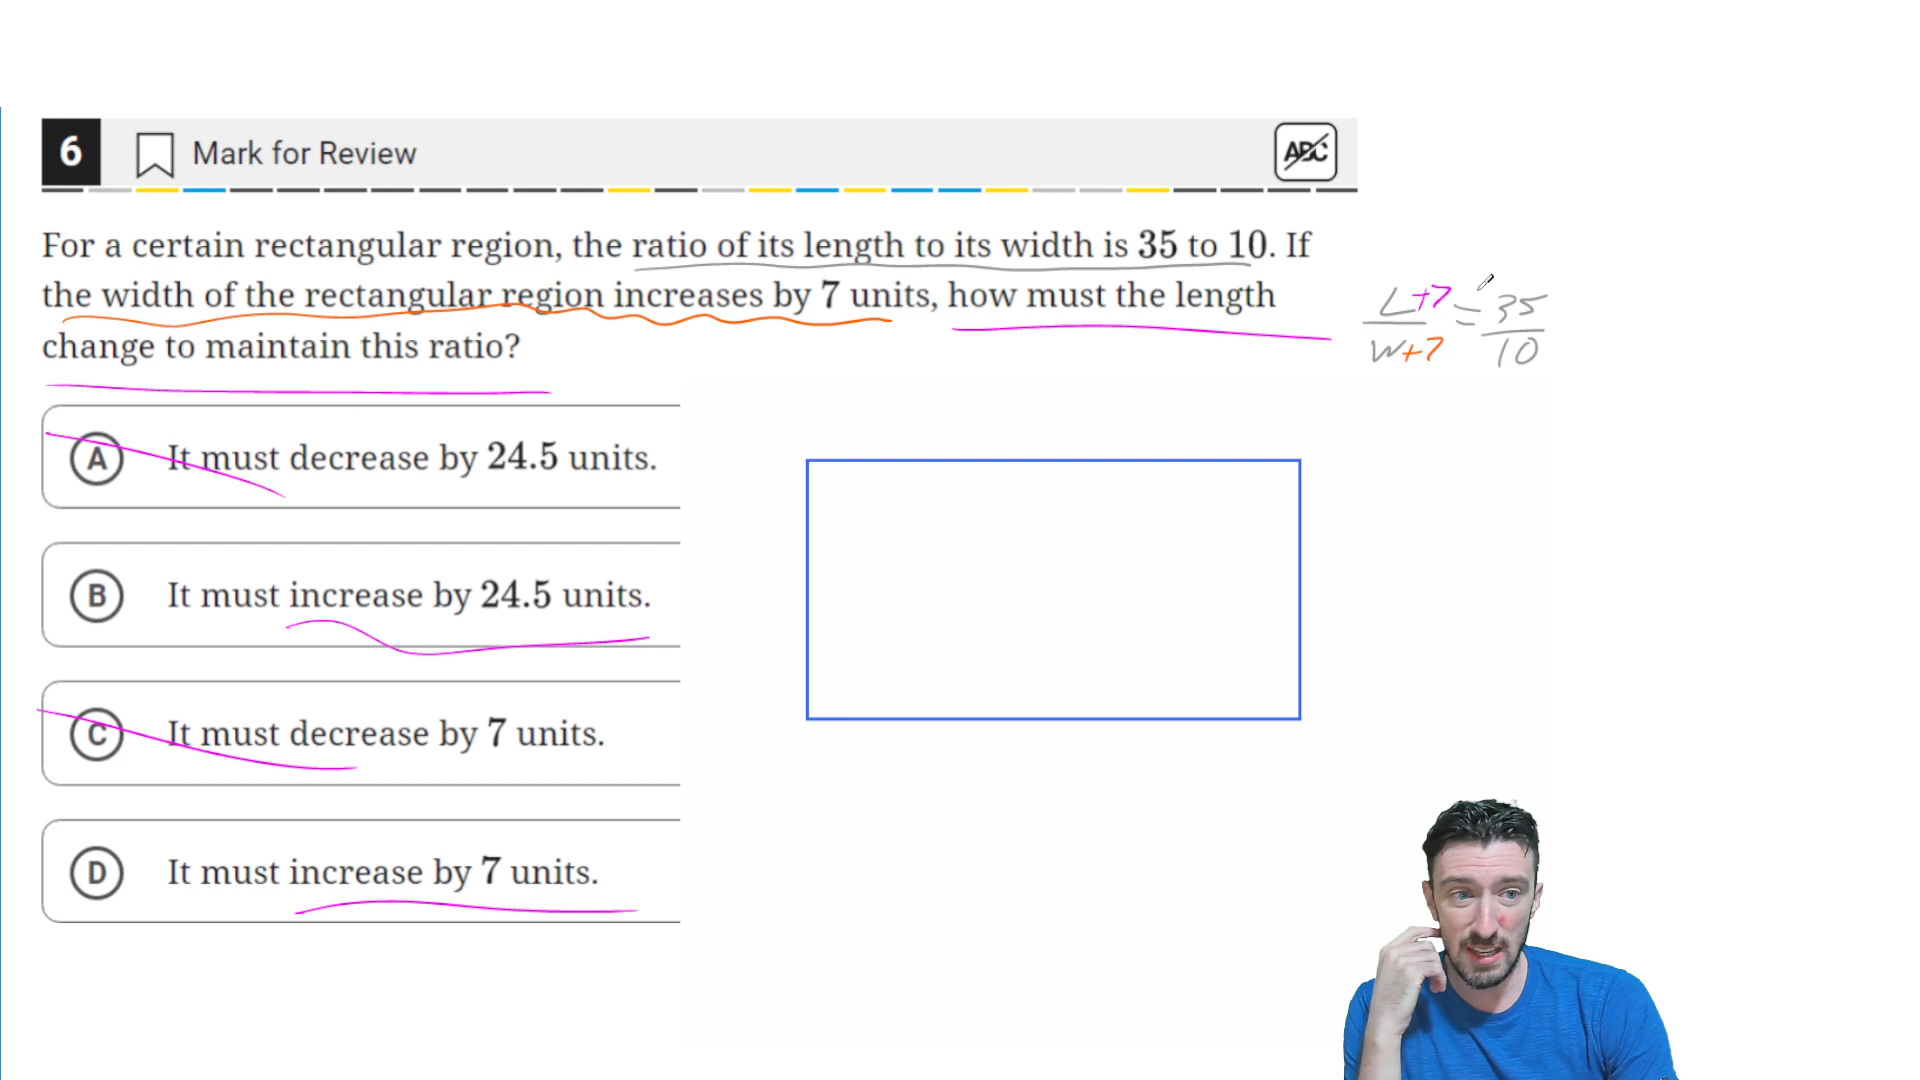 6 Mark for Review ABC
For a certain rectangular region, the ratio of its length to its width is 35 to 10. If
the width of the rectangular region increases by 7 units, how must the length
change to maintain this ratio?
L+7 = 35
W+7 10
A It must decrease by 24.5 units.
B It must increase by 24.5 units.
C It must decrease by 7 units.
D It must increase by 7 units.